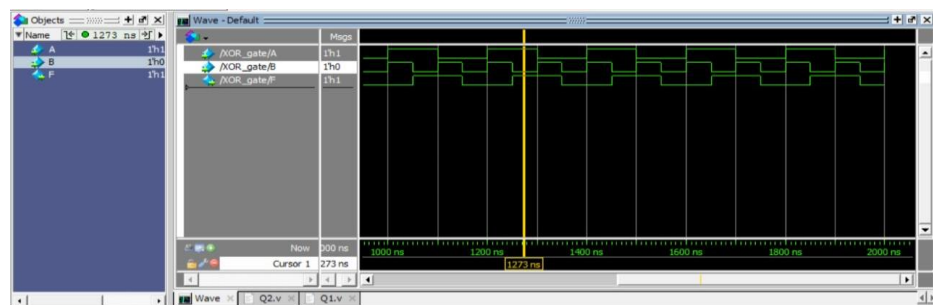 Objects
Name 1273 ns
A 1'h1
B 1'h0
F 1'h1
Wave - Default
Msgs
/XOR_gate/A 1'h1
/XOR_gate/B 1'h0
/XOR_gate/F 1'h1
Now 000 ns
1000 ns 1200 ns 1400 ns 1600 ns 1800 ns 2000 ns
Cursor 1 273 ns
1273 ns
Wave Q2.v Q1.v